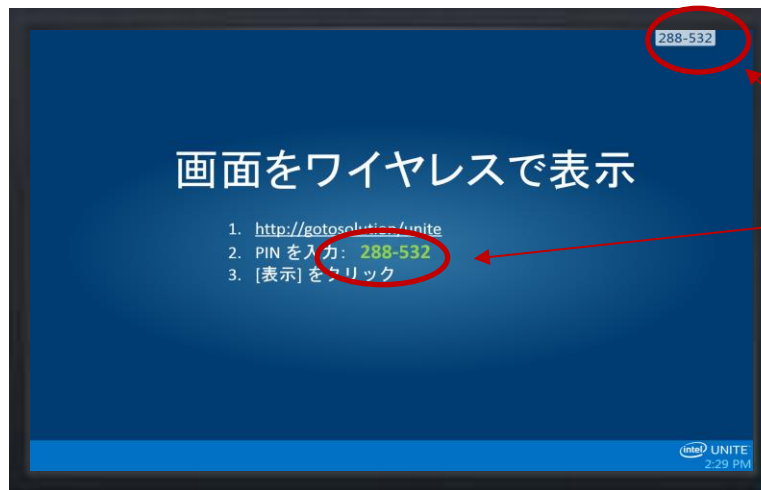 288-532
画面をワイヤレスで表示
1. http://gotosolution/unite
2. PIN を入力: 288-532
3. [表示] をクリック
intel UNITE
2:29 PM